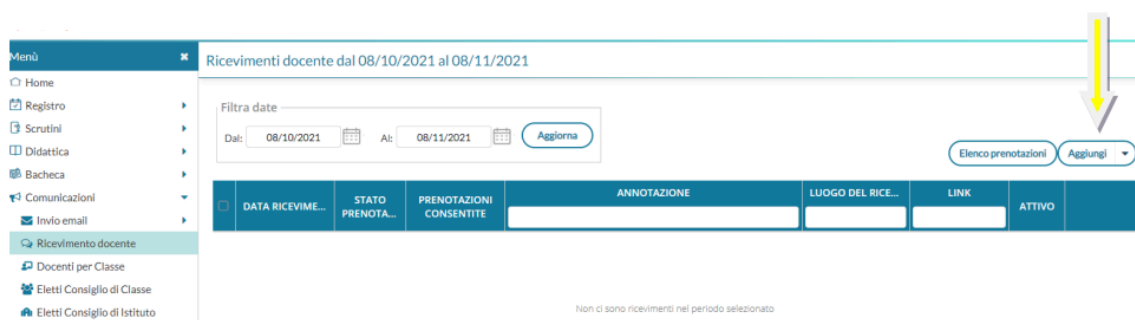 Menù
Ricevimenti docente dal 08/10/2021 al 08/11/2021
Home
Registro
Scrutini
Didattica
Bacheca
Comunicazioni
Invio email
Ricevimento docente
Docenti per Classe
Eletti Consiglio di Classe
Eletti Consiglio di Istituto
Filtra date
Dal: 08/10/2021 Al: 08/11/2021 Aggiorna
Elenco prenotazioni Aggiungi
DATA RICEVIME...
STATO PRENOTA...
PRENOTAZIONI CONSENTITE
ANNOTAZIONE
LUOGO DEL RICE...
LINK
ATTIVO
Non ci sono ricevimenti nel periodo selezionato